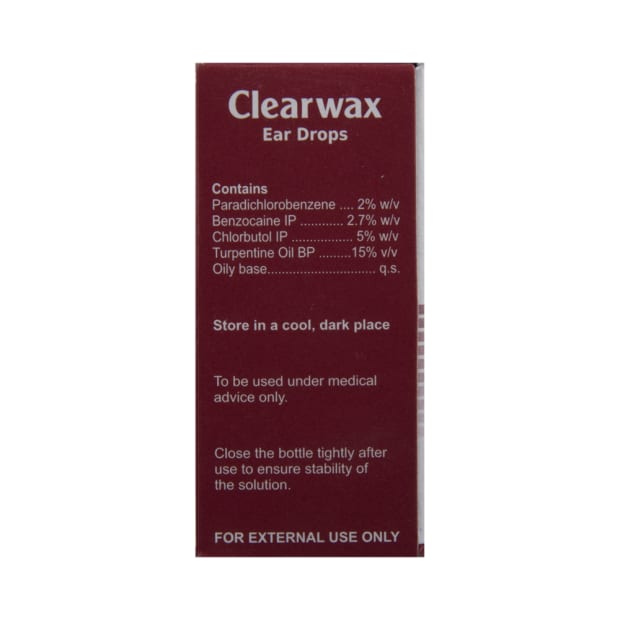 Clearwax
Ear Drops
Contains
Paradichlorobenzene .... 2% w/v
Benzocaine IP ............ 2.7% w/v
Chlorbutol IP ................. 5% w/v
Turpentine Oil BP .........15% v/v
Oily base.............................. q.s.
Store in a cool, dark place
To be used under medical
advice only.
Close the bottle tightly after
use to ensure stability of
the solution.
FOR EXTERNAL USE ONLY